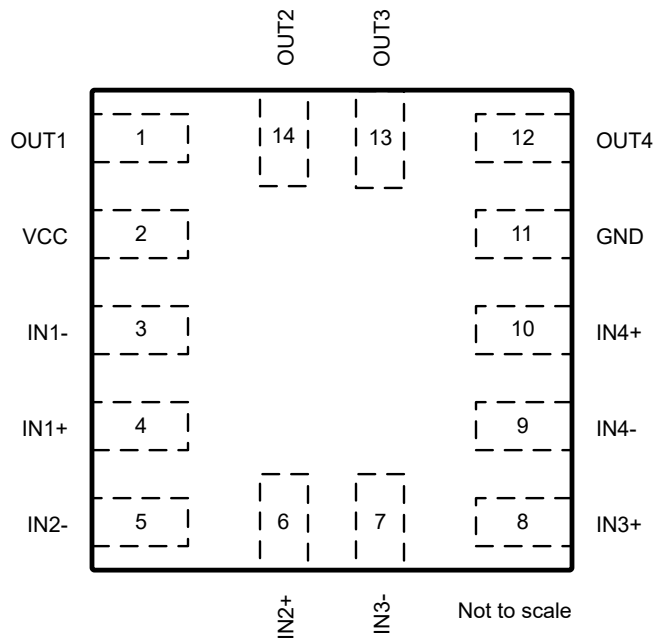 OUT2 OUT3
OUT1 1 14 13 12 OUT4
VCC 2 11 GND
IN1- 3 10 IN4+
IN1+ 4 9 IN4-
IN2- 5 6 7 8 IN3+
IN2+ IN3-
Not to scale